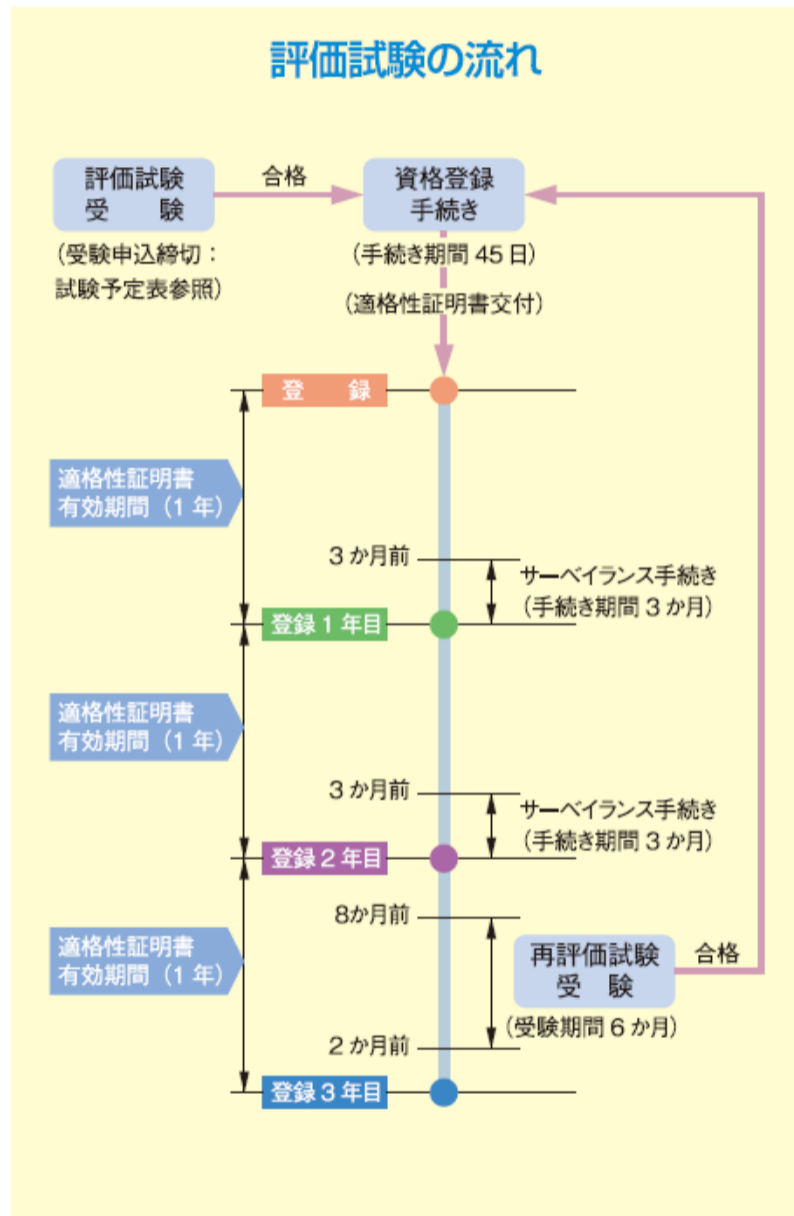 評価試験の流れ
評価試験
受　　験
合格
資格登録
手続き
（受験申込締切：
試験予定表参照）
（手続き期間 45 日）
（適格性証明書交付）
登　　録
適格性証明書
有効期間（1 年）
3 か月前
サーベイランス手続き
（手続き期間 3 か月）
登録 1 年目
適格性証明書
有効期間（1 年）
3 か月前
サーベイランス手続き
（手続き期間 3 か月）
登録 2 年目
8か月前
適格性証明書
有効期間（1 年）
再評価試験
受　験
合格
（受験期間 6 か月）
2 か月前
登録 3 年目